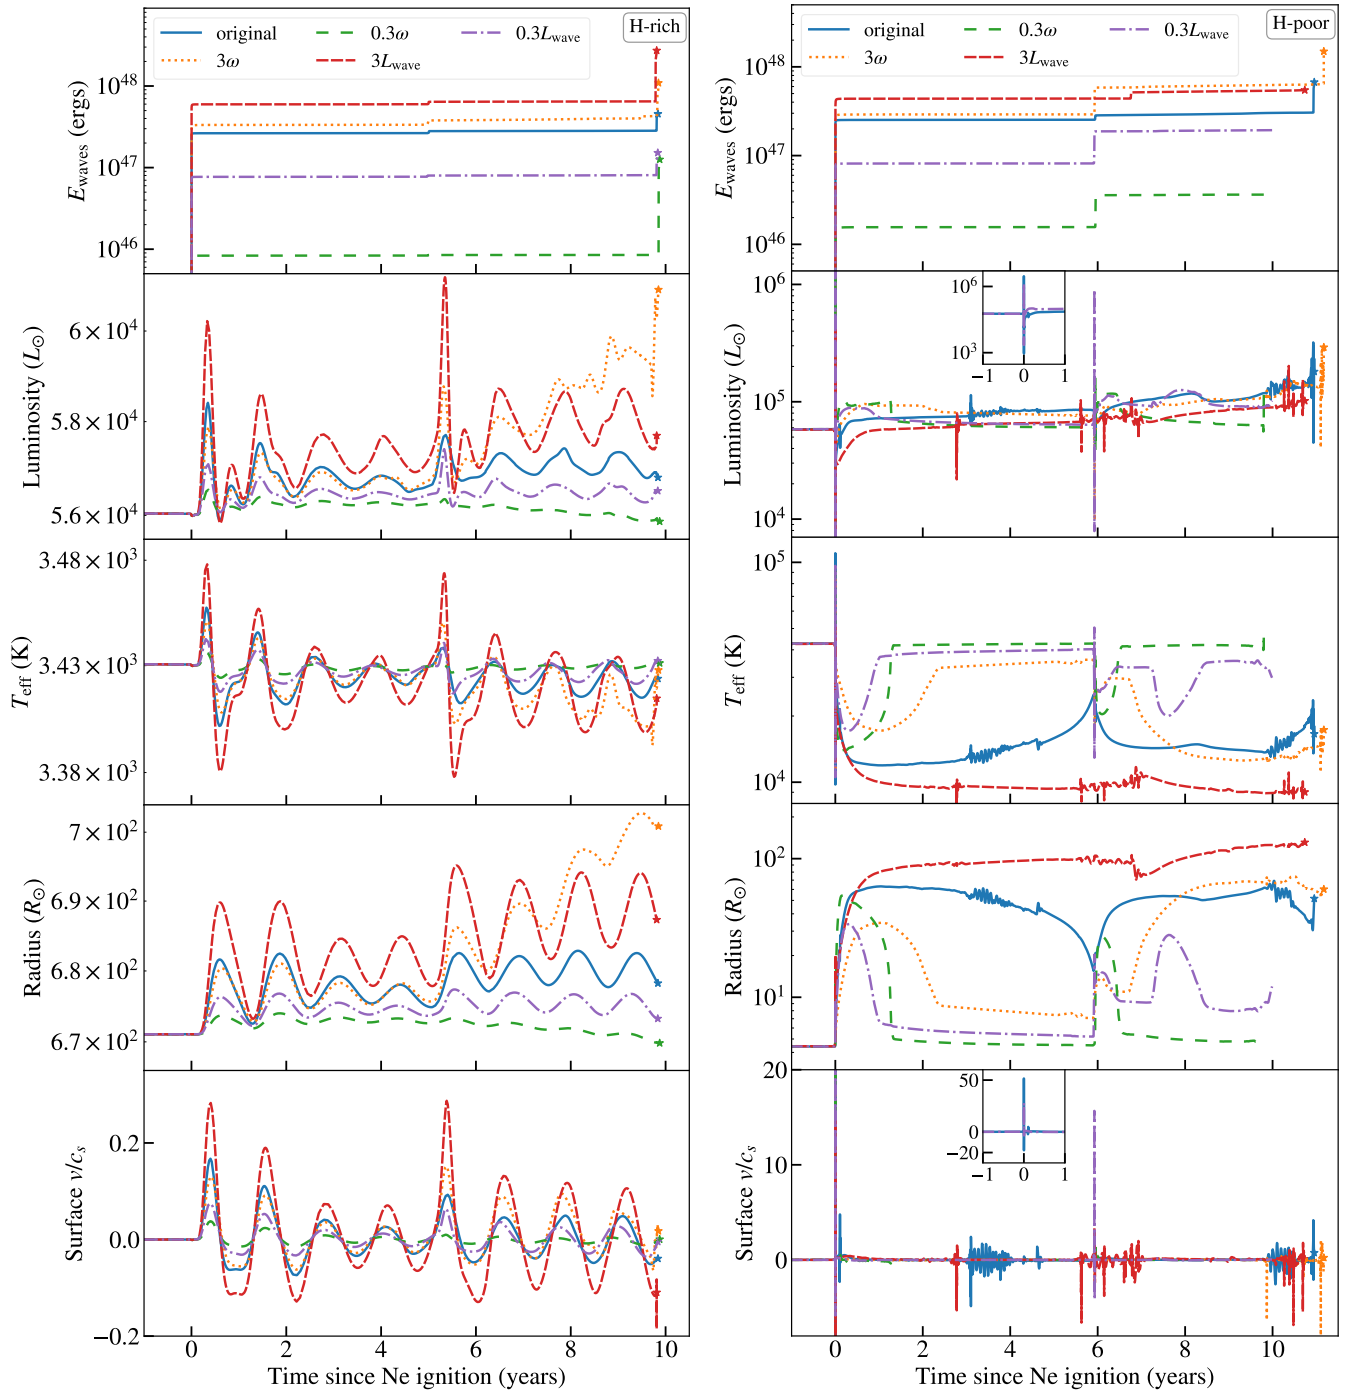 original
3ω
0.3ω
3L_wave
0.3L_wave
H-rich
E_waves (ergs)
10^48
10^47
10^46
Luminosity (L_⊙)
6 × 10^4
5.8 × 10^4
5.6 × 10^4
T_eff (K)
3.48 × 10^3
3.43 × 10^3
3.38 × 10^3
Radius (R_⊙)
7 × 10^2
6.9 × 10^2
6.8 × 10^2
6.7 × 10^2
Surface v/c_s
0.2
0.0
−0.2
0 2 4 6 8 10
Time since Ne ignition (years)
original
3ω
0.3ω
3L_wave
0.3L_wave
H-poor
E_waves (ergs)
10^48
10^47
10^46
Luminosity (L_⊙)
10^6
10^5
10^4
10^6
10^3
−1 0 1
T_eff (K)
10^5
10^4
Radius (R_⊙)
10^2
10^1
Surface v/c_s
20
10
0
50
0
−20
−1 0 1
0 2 4 6 8 10
Time since Ne ignition (years)